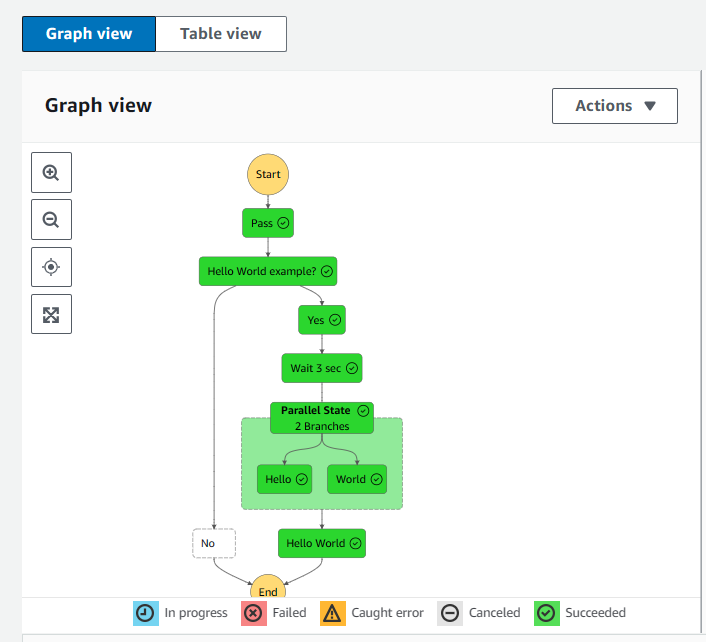 Graph view
Table view
Graph view
Actions
Start
Pass
Hello World example?
Yes
Wait 3 sec
Parallel State
2 Branches
Hello
World
No
Hello World
End
In progress
Failed
Caught error
Canceled
Succeeded